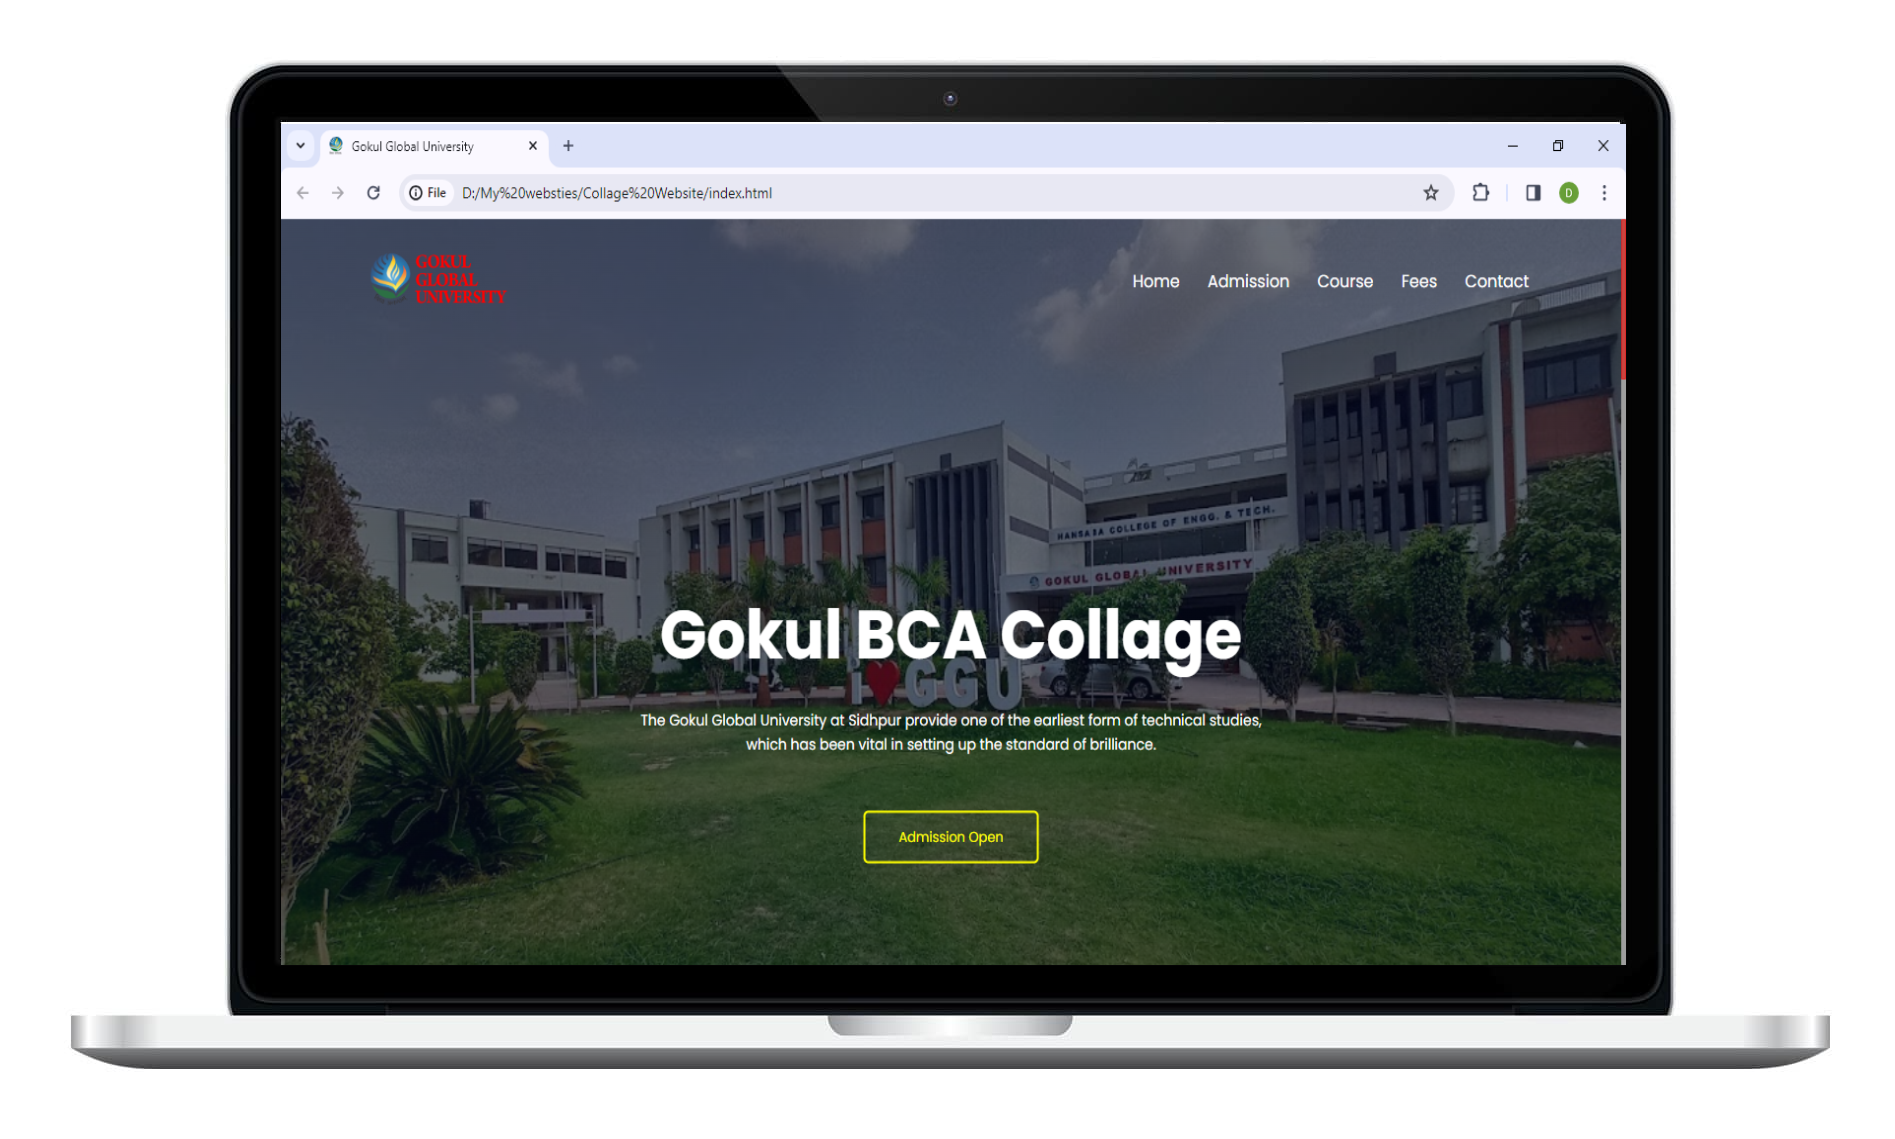 Gokul Global University
File D:/My%20websties/Collage%20Website/index.html
D
GOKUL
GLOBAL
UNIVERSITY
Home Admission Course Fees Contact
HANSABA COLLEGE OF ENGG. & TECH.
GOKUL GLOBAL UNIVERSITY
Gokul BCA Collage
I ♥ GGU
The Gokul Global University at Sidhpur provide one of the earliest form of technical studies,
which has been vital in setting up the standard of brilliance.
Admission Open